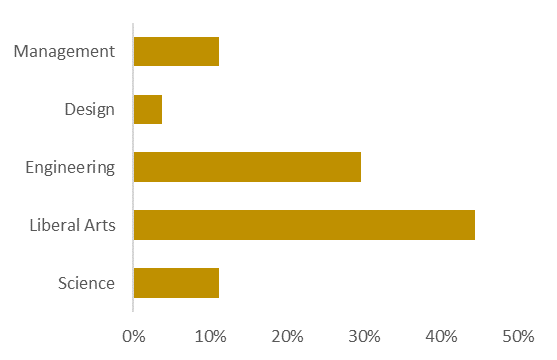 Management
Design
Engineering
Liberal Arts
Science
0% 10% 20% 30% 40% 50%